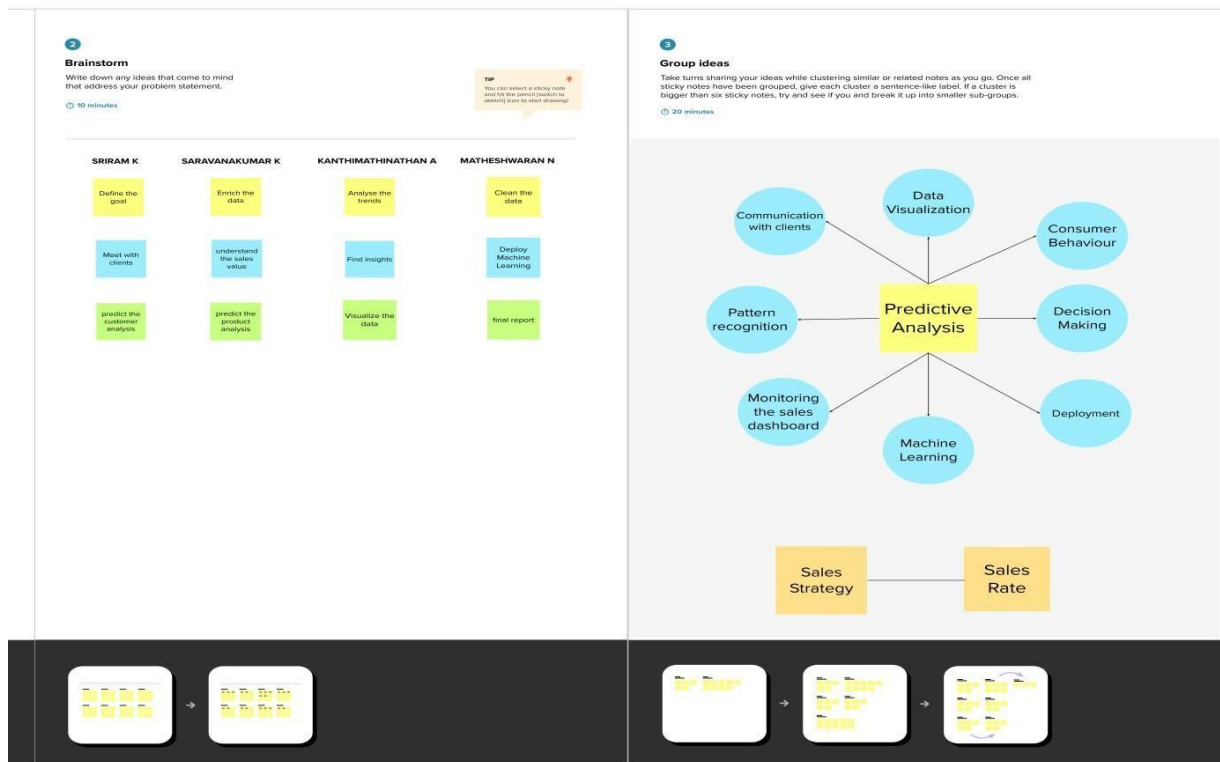 2
Brainstorm
Write down any ideas that come to mind
that address your problem statement.
10 minutes
TIP
You can select a sticky note
and hit the pencil [switch to
sketch] icon to start drawing!
SRIRAM K
SARAVANAKUMAR K
KANTHIMATHINATHAN A
MATHESHWARAN N
Define the
goal
Enrich the
data
Analyse the
trends
Clean the
data
Meet with
clients
understand
the sales
value
Find insights
Deploy
Machine
Learning
predict the
customer
analysis
predict the
product
analysis
Visualize the
data
final report
3
Group ideas
Take turns sharing your ideas while clustering similar or related notes as you go. Once all
sticky notes have been grouped, give each cluster a sentence-like label. If a cluster is
bigger than six sticky notes, try and see if you and break it up into smaller sub-groups.
20 minutes
Communication
with clients
Data
Visualization
Consumer
Behaviour
Pattern
recognition
Predictive
Analysis
Decision
Making
Monitoring
the sales
dashboard
Machine
Learning
Deployment
Sales
Strategy
Sales
Rate